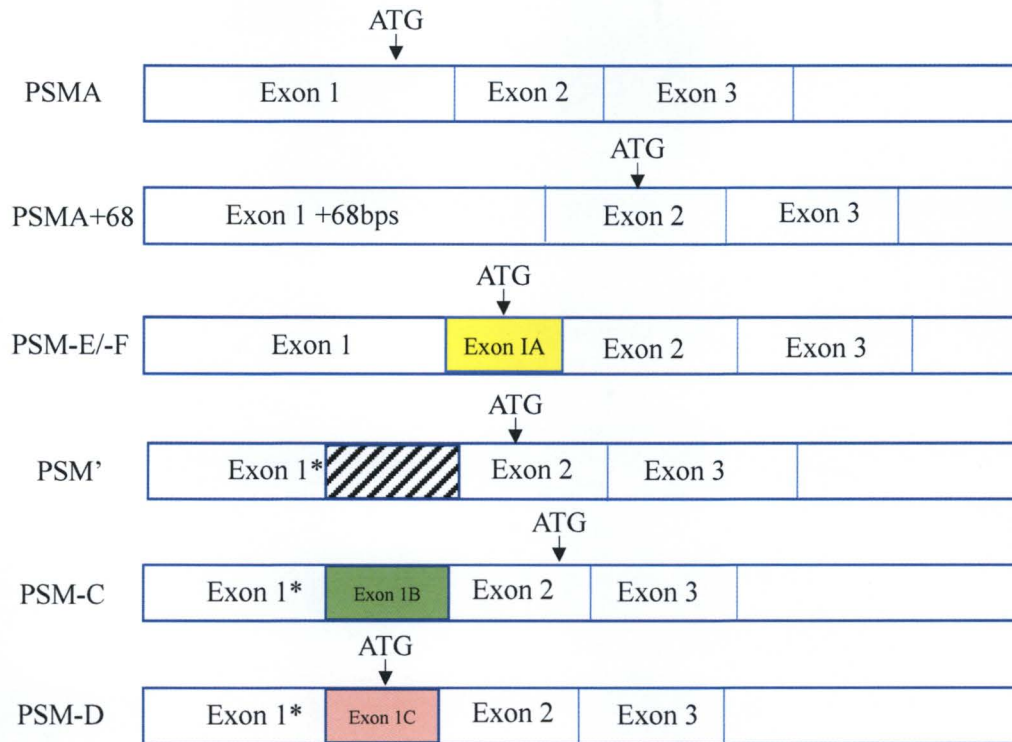 ATG
PSMA Exon 1 Exon 2 Exon 3
ATG
PSMA+68 Exon 1 +68bps Exon 2 Exon 3
ATG
PSM-E/-F Exon 1 Exon IA Exon 2 Exon 3
ATG
PSM’ Exon 1* Exon 2 Exon 3
ATG
PSM-C Exon 1* Exon 1B Exon 2 Exon 3
ATG
PSM-D Exon 1* Exon 1C Exon 2 Exon 3